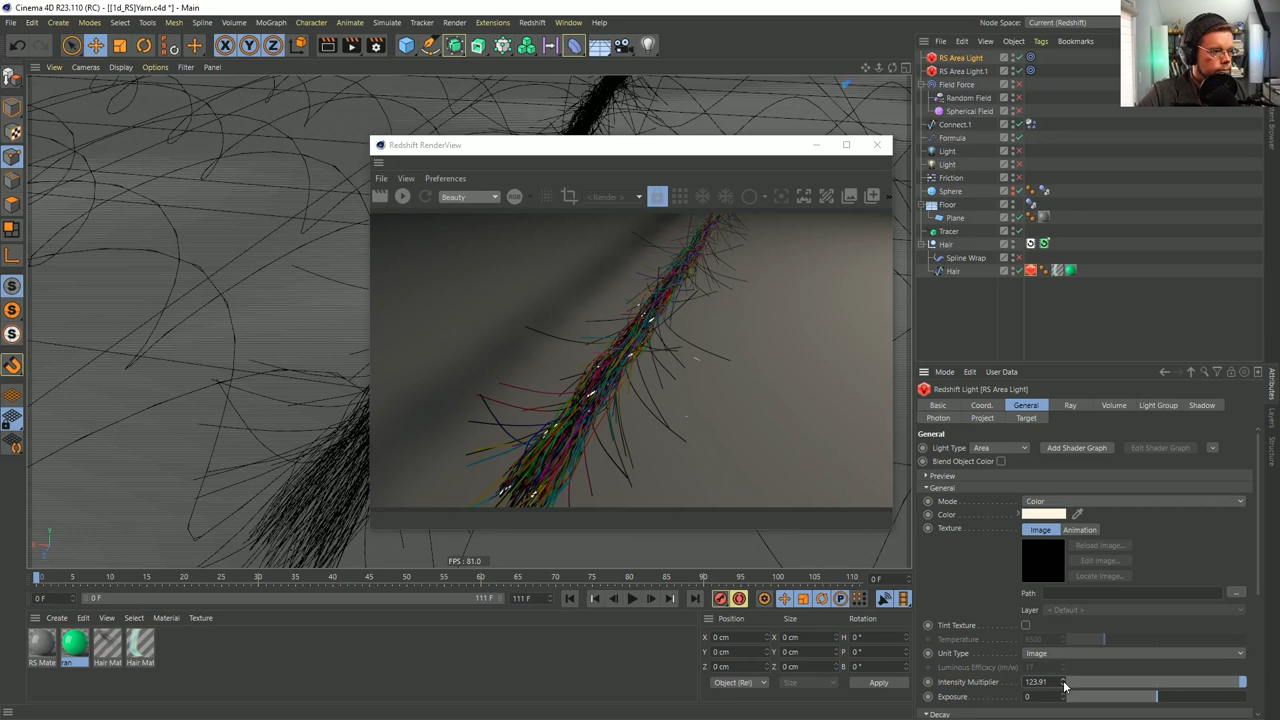 Cinema 4D R23.110 (RC) - [[1d_RS]Yarn.c4d *] - Main
File Edit Create Modes Select Tools Mesh Spline Volume MoGraph Character Animate Simulate Tracker Render Extensions Redshift Window Help
Node Space: Current (Redshift)
View Cameras Display Options Filter Panel
File Edit View Object Tags Bookmarks
RS Area Light
RS Area Light.1
Field Force
Random Field
Spherical Field
Connect.1
Formula
Light
Light
Friction
Sphere
Floor
Plane
Tracer
Hair
Spline Wrap
Hair
Redshift RenderView
File View Preferences
Beauty
RGB
< Render >
Mode Edit User Data
Redshift Light [RS Area Light]
Basic Coord. General Ray Volume Light Group Shadow
Photon Project Target
General
Light Type Area Add Shader Graph Edit Shader Graph
Blend Object Color
Preview
General
Mode Color
Color
Texture Image Animation
Reload Image...
Edit Image...
Locate Image...
Path
Layer < Default >
Tint Texture
Temperature 6500
Unit Type Image
Luminous Efficacy (lm/w) 17
Intensity Multiplier 123.91
Exposure 0
Decay
Attributes
Layers
Structure
FPS : 81.0
0 5 10 15 20 25 30 35 40 45 50 55 60 65 70 75 80 85 90 95 100 105 110 0 F
0 F 0 F 111 F 111 F
Create Edit View Select Material Texture
RS Mate ran Hair Mat Hair Mat
Position Size Rotation
X 0 cm X 0 cm H 0 °
Y 0 cm Y 0 cm P 0 °
Z 0 cm Z 0 cm B 0 °
Object (Rel) Size Apply